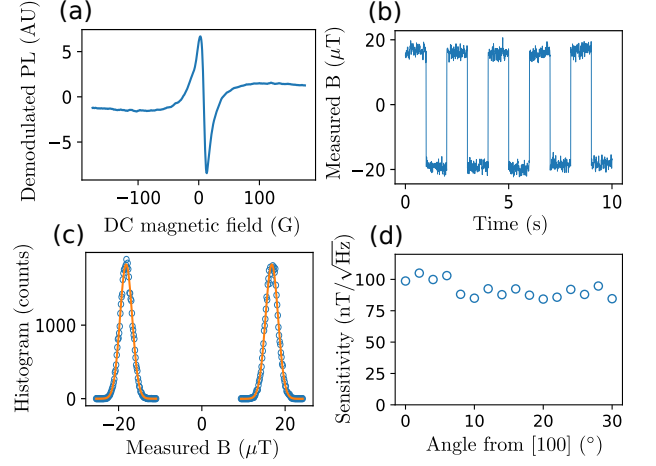 (a)
Demodulated PL (AU)
5
0
−5
−100
0
100
DC magnetic field (G)
(b)
Measured B (μT)
20
0
−20
0
5
10
Time (s)
(c)
Histogram (counts)
1000
0
−20
0
20
Measured B (μT)
(d)
Sensitivity (nT/√Hz)
100
75
50
25
0
0
10
20
30
Angle from [100] (°)